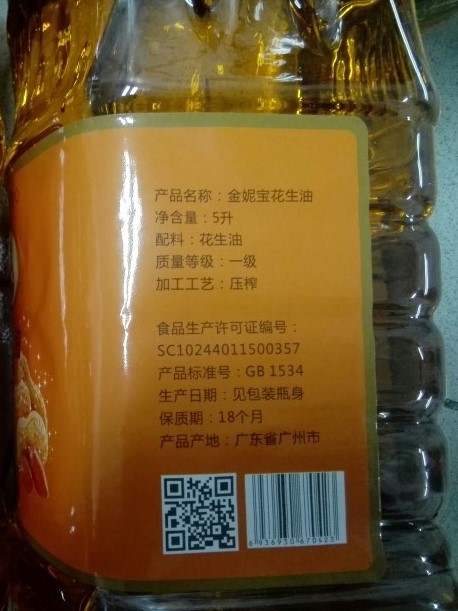 产品名称：金妮宝花生油
净含量：5升
配料：花生油
质量等级：一级
加工工艺：压榨
食品生产许可证编号：
SC10244011500357
产品标准号：GB 1534
生产日期：见包装瓶身
保质期：18个月
产品产地：广东省广州市
6936930670423